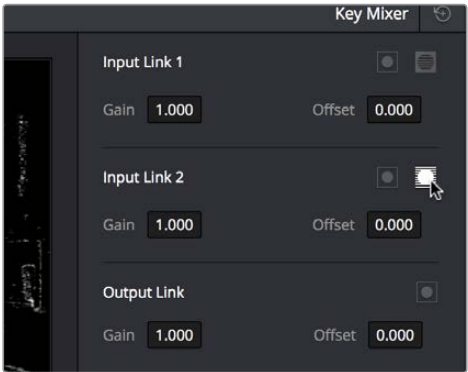 Key Mixer
Input Link 1
Gain 1.000 Offset 0.000
Input Link 2
Gain 1.000 Offset 0.000
Output Link
Gain 1.000 Offset 0.000